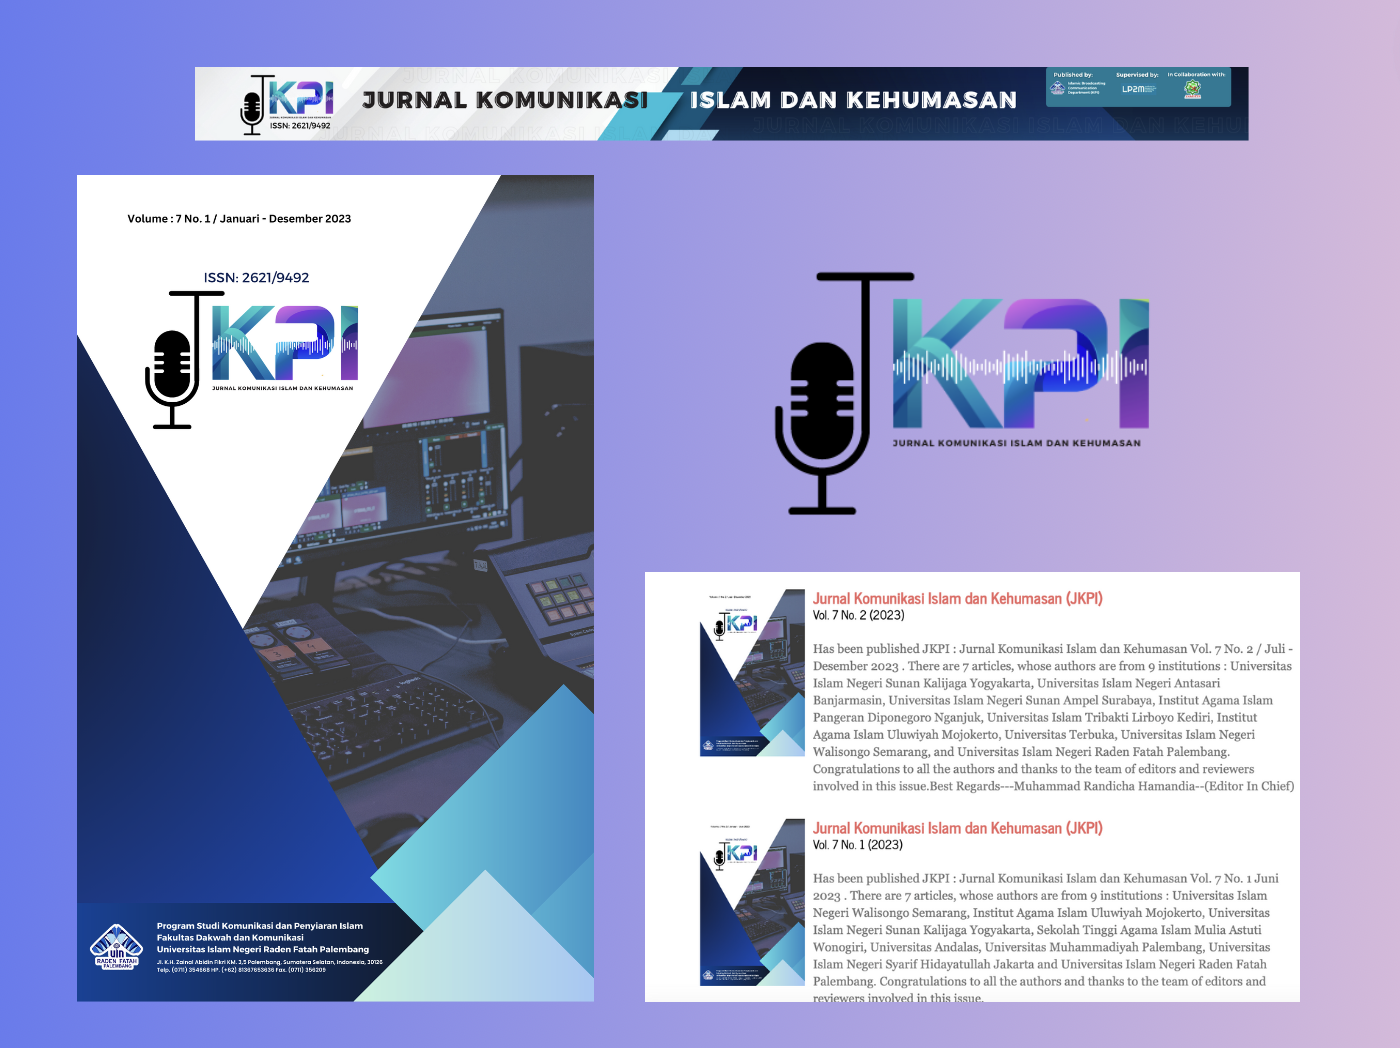 JKPI
ISSN: 2621/9492
JURNAL KOMUNIKASI ISLAM DAN KEHUMASAN
Published by:
Islamic Broadcasting
Communication
Department (KPI)
Supervised by:
LP2M
In Collaboration with:
Volume : 7 No. 1 / Januari - Desember 2023
ISSN: 2621/9492
JKPI
JURNAL KOMUNIKASI ISLAM DAN KEHUMASAN
UIN
RADEN FATAH
PALEMBANG
Program Studi Komunikasi dan Penyiaran Islam
Fakultas Dakwah dan Komunikasi
Universitas Islam Negeri Raden Fatah Palembang
Jl. K.H. Zainal Abidin Fikri KM. 3,5 Palembang, Sumatera Selatan, Indonesia, 30126
Telp. (0711) 354668 HP. (+62) 81367653636 Fax. (0711) 356209
JKPI
JURNAL KOMUNIKASI ISLAM DAN KEHUMASAN
Jurnal Komunikasi Islam dan Kehumasan (JKPI)
Vol. 7 No. 2 (2023)
Has been published JKPI : Jurnal Komunikasi Islam dan Kehumasan Vol. 7 No. 2 / Juli -
Desember 2023 . There are 7 articles, whose authors are from 9 institutions : Universitas
Islam Negeri Sunan Kalijaga Yogyakarta, Universitas Islam Negeri Antasari
Banjarmasin, Universitas Islam Negeri Sunan Ampel Surabaya, Institut Agama Islam
Pangeran Diponegoro Nganjuk, Universitas Islam Tribakti Lirboyo Kediri, Institut
Agama Islam Uluwiyah Mojokerto, Universitas Terbuka, Universitas Islam Negeri
Walisongo Semarang, and Universitas Islam Negeri Raden Fatah Palembang.
Congratulations to all the authors and thanks to the team of editors and reviewers
involved in this issue.Best Regards---Muhammad Randicha Hamandia--(Editor In Chief)
JKPI
Jurnal Komunikasi Islam dan Kehumasan (JKPI)
Vol. 7 No. 1 (2023)
Has been published JKPI : Jurnal Komunikasi Islam dan Kehumasan Vol. 7 No. 1 Juni
2023 . There are 7 articles, whose authors are from 9 institutions : Universitas Islam
Negeri Walisongo Semarang, Institut Agama Islam Uluwiyah Mojokerto, Universitas
Islam Negeri Sunan Kalijaga Yogyakarta, Sekolah Tinggi Agama Islam Mulia Astuti
Wonogiri, Universitas Andalas, Universitas Muhammadiyah Palembang, Universitas
Islam Negeri Syarif Hidayatullah Jakarta and Universitas Islam Negeri Raden Fatah
Palembang. Congratulations to all the authors and thanks to the team of editors and
reviewers involved in this issue.
JKPI